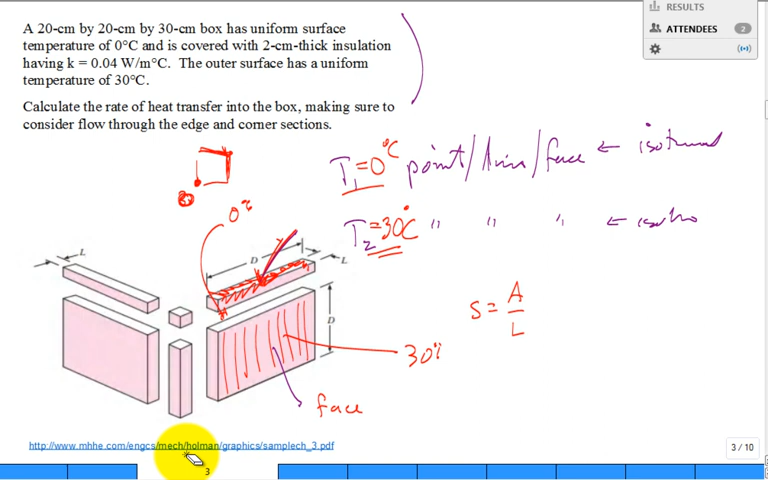 RESULTS
ATTENDEES 2
A 20-cm by 20-cm by 30-cm box has uniform surface
temperature of 0°C and is covered with 2-cm-thick insulation
having k = 0.04 W/m°C. The outer surface has a uniform
temperature of 30°C.
Calculate the rate of heat transfer into the box, making sure to
consider flow through the edge and corner sections.
T₁=0°C point/line/face ←
T₂=30°C " " " ←
0°C
L
D
L
D
S = A/L
30°C
face
http://www.mhhe.com/engcs/mech/holman/graphics/samplech_3.pdf
3 / 10
3